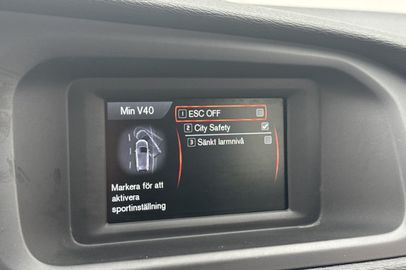 Min V40
1 ESC OFF
2 City Safety
3 Sänkt larmnivå
Markera för att
aktivera
sportinställning